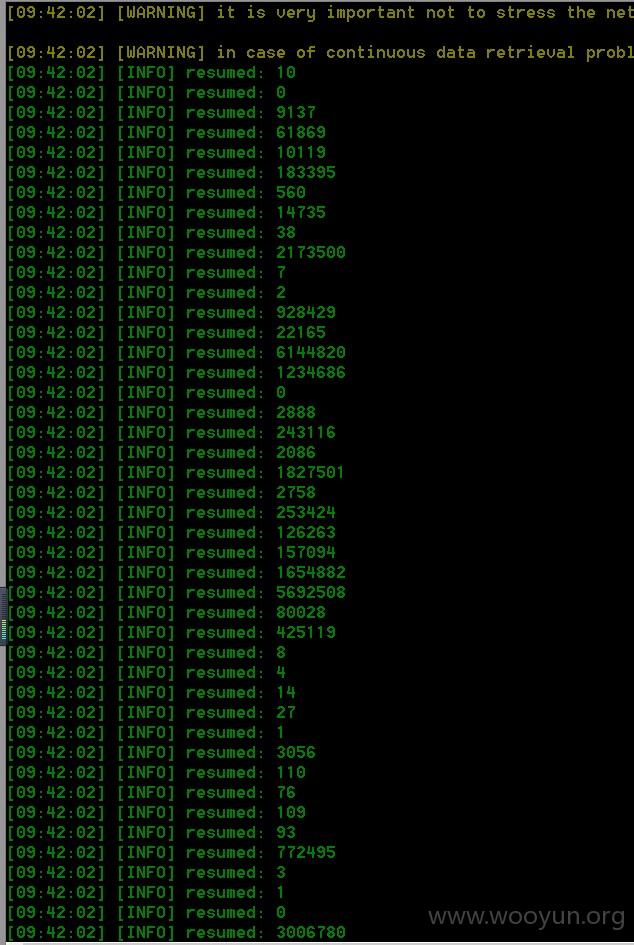 [09:42:02] [WARNING] it is very important not to stress the net
[09:42:02] [WARNING] in case of continuous data retrieval probl
[09:42:02] [INFO] resumed: 10
[09:42:02] [INFO] resumed: 0
[09:42:02] [INFO] resumed: 9137
[09:42:02] [INFO] resumed: 61869
[09:42:02] [INFO] resumed: 10119
[09:42:02] [INFO] resumed: 183395
[09:42:02] [INFO] resumed: 560
[09:42:02] [INFO] resumed: 14735
[09:42:02] [INFO] resumed: 38
[09:42:02] [INFO] resumed: 2173500
[09:42:02] [INFO] resumed: 7
[09:42:02] [INFO] resumed: 2
[09:42:02] [INFO] resumed: 928429
[09:42:02] [INFO] resumed: 22165
[09:42:02] [INFO] resumed: 6144820
[09:42:02] [INFO] resumed: 1234686
[09:42:02] [INFO] resumed: 0
[09:42:02] [INFO] resumed: 2888
[09:42:02] [INFO] resumed: 243116
[09:42:02] [INFO] resumed: 2086
[09:42:02] [INFO] resumed: 1827501
[09:42:02] [INFO] resumed: 2758
[09:42:02] [INFO] resumed: 253424
[09:42:02] [INFO] resumed: 126263
[09:42:02] [INFO] resumed: 157094
[09:42:02] [INFO] resumed: 1654882
[09:42:02] [INFO] resumed: 5692508
[09:42:02] [INFO] resumed: 80028
[09:42:02] [INFO] resumed: 425119
[09:42:02] [INFO] resumed: 8
[09:42:02] [INFO] resumed: 4
[09:42:02] [INFO] resumed: 14
[09:42:02] [INFO] resumed: 27
[09:42:02] [INFO] resumed: 1
[09:42:02] [INFO] resumed: 3056
[09:42:02] [INFO] resumed: 110
[09:42:02] [INFO] resumed: 76
[09:42:02] [INFO] resumed: 109
[09:42:02] [INFO] resumed: 93
[09:42:02] [INFO] resumed: 772495
[09:42:02] [INFO] resumed: 3
[09:42:02] [INFO] resumed: 1
[09:42:02] [INFO] resumed: 0
[09:42:02] [INFO] resumed: 3006780
www.wooyun.org